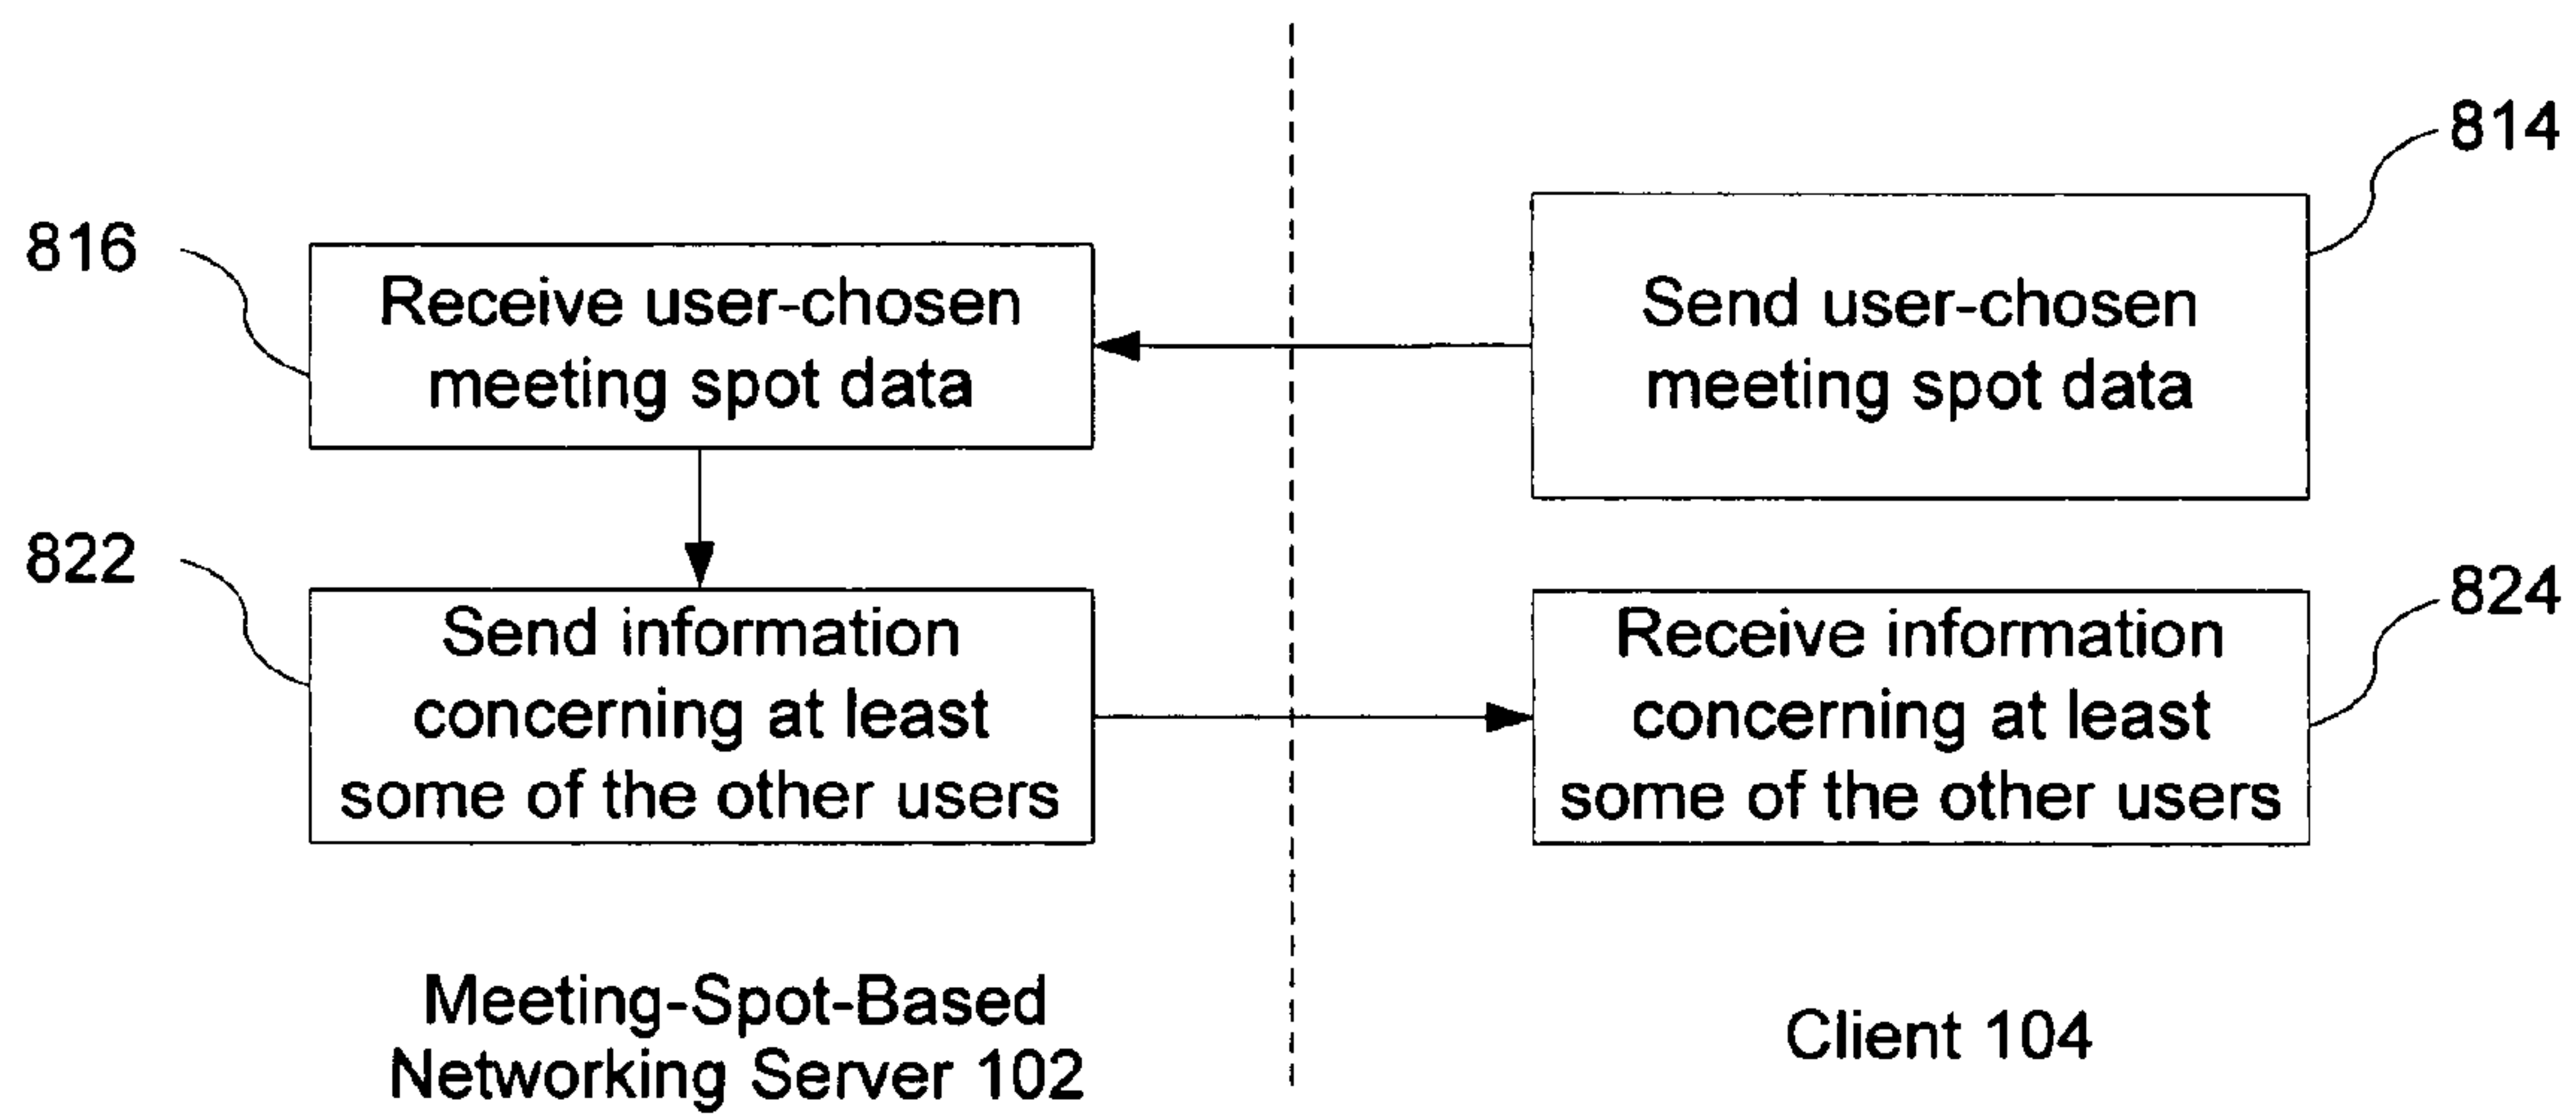 814
816
Receive user-chosen
meeting spot data
Send user-chosen
meeting spot data
822
824
Send information
concerning at least
some of the other users
Receive information
concerning at least
some of the other users
Meeting-Spot-Based
Networking Server 102
Client 104